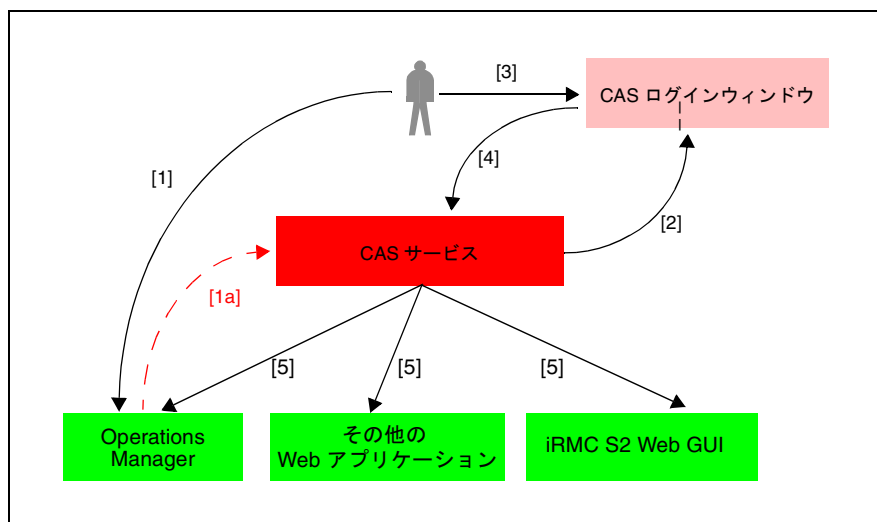 [3]
CAS ログインウィンドウ
[4]
[1]
[2]
CAS サービス
[1a]
[5]
[5]
[5]
Operations
Manager
その他の
Web アプリケーション
iRMC S2 Web GUI